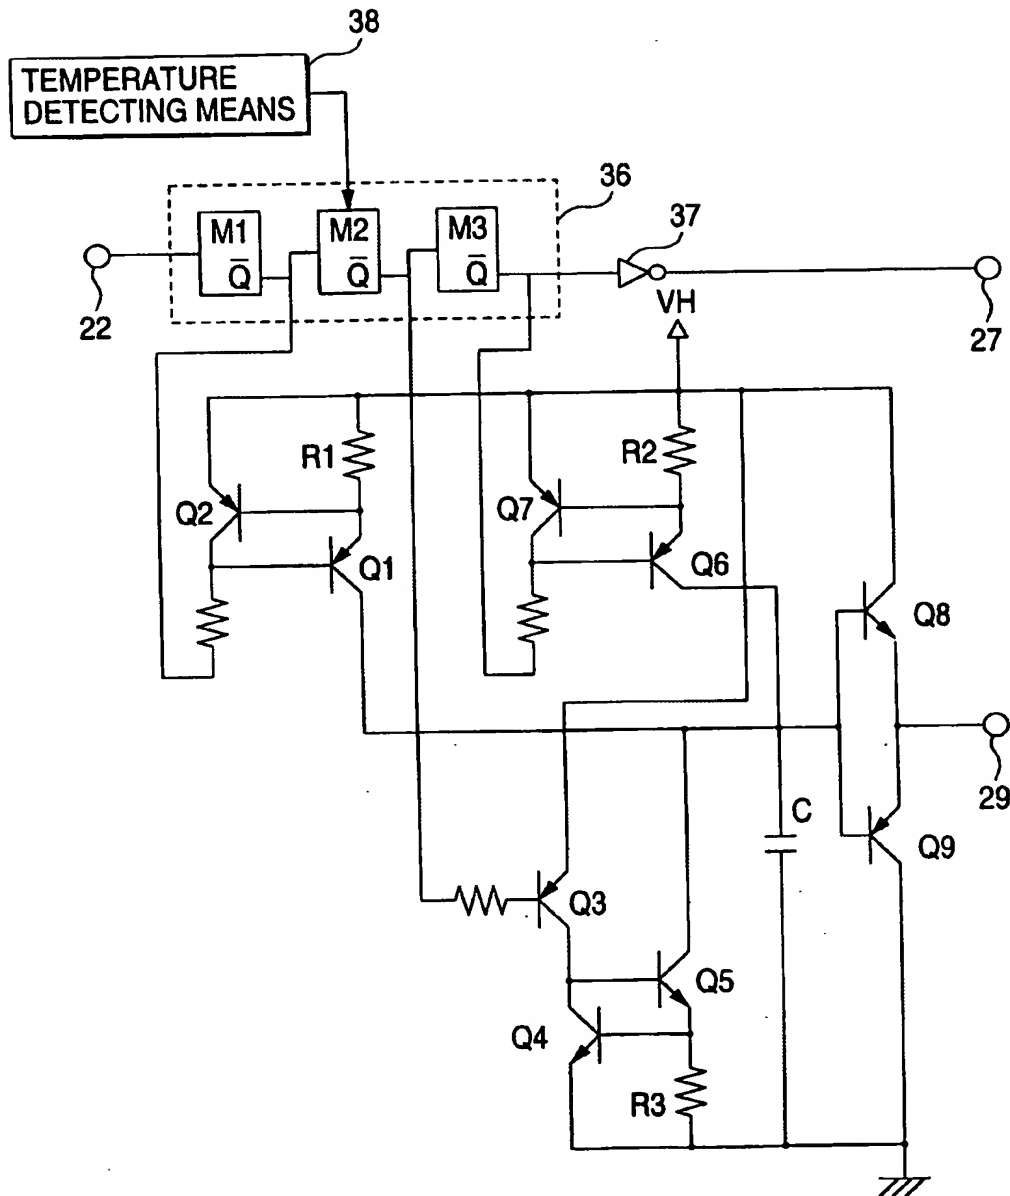 38
TEMPERATURE
DETECTING MEANS
36
M1
M2
M3
Q̅
Q̅
Q̅
37
22
VH
27
R1
R2
Q2
Q7
Q1
Q6
Q8
29
C
Q9
Q3
Q5
Q4
R3